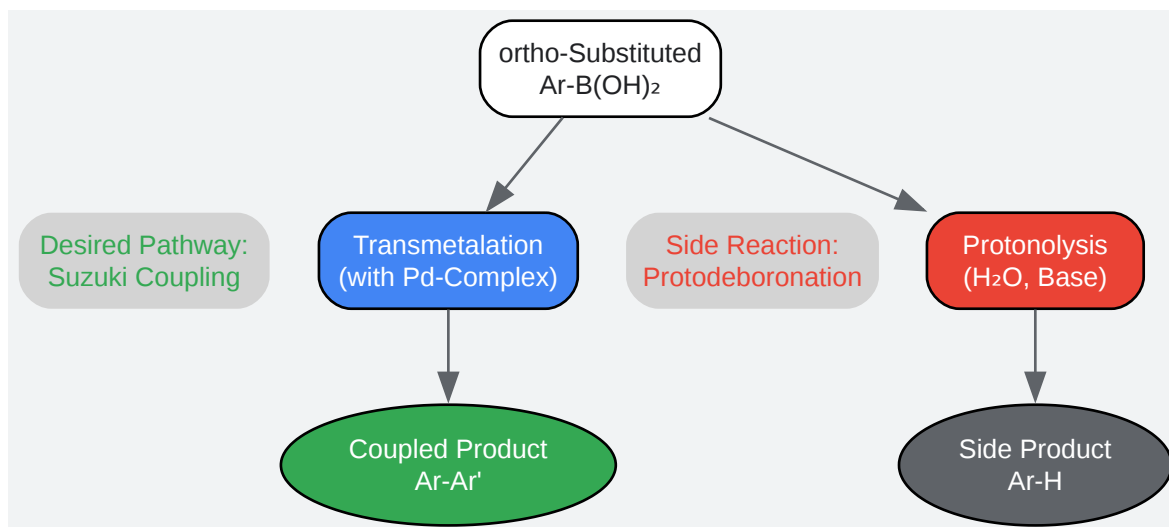 ortho-Substituted
Ar-B(OH)₂
Desired Pathway:
Suzuki Coupling
Transmetalation
(with Pd-Complex)
Side Reaction:
Protodeboronation
Protonolysis
(H₂O, Base)
Coupled Product
Ar-Ar'
Side Product
Ar-H